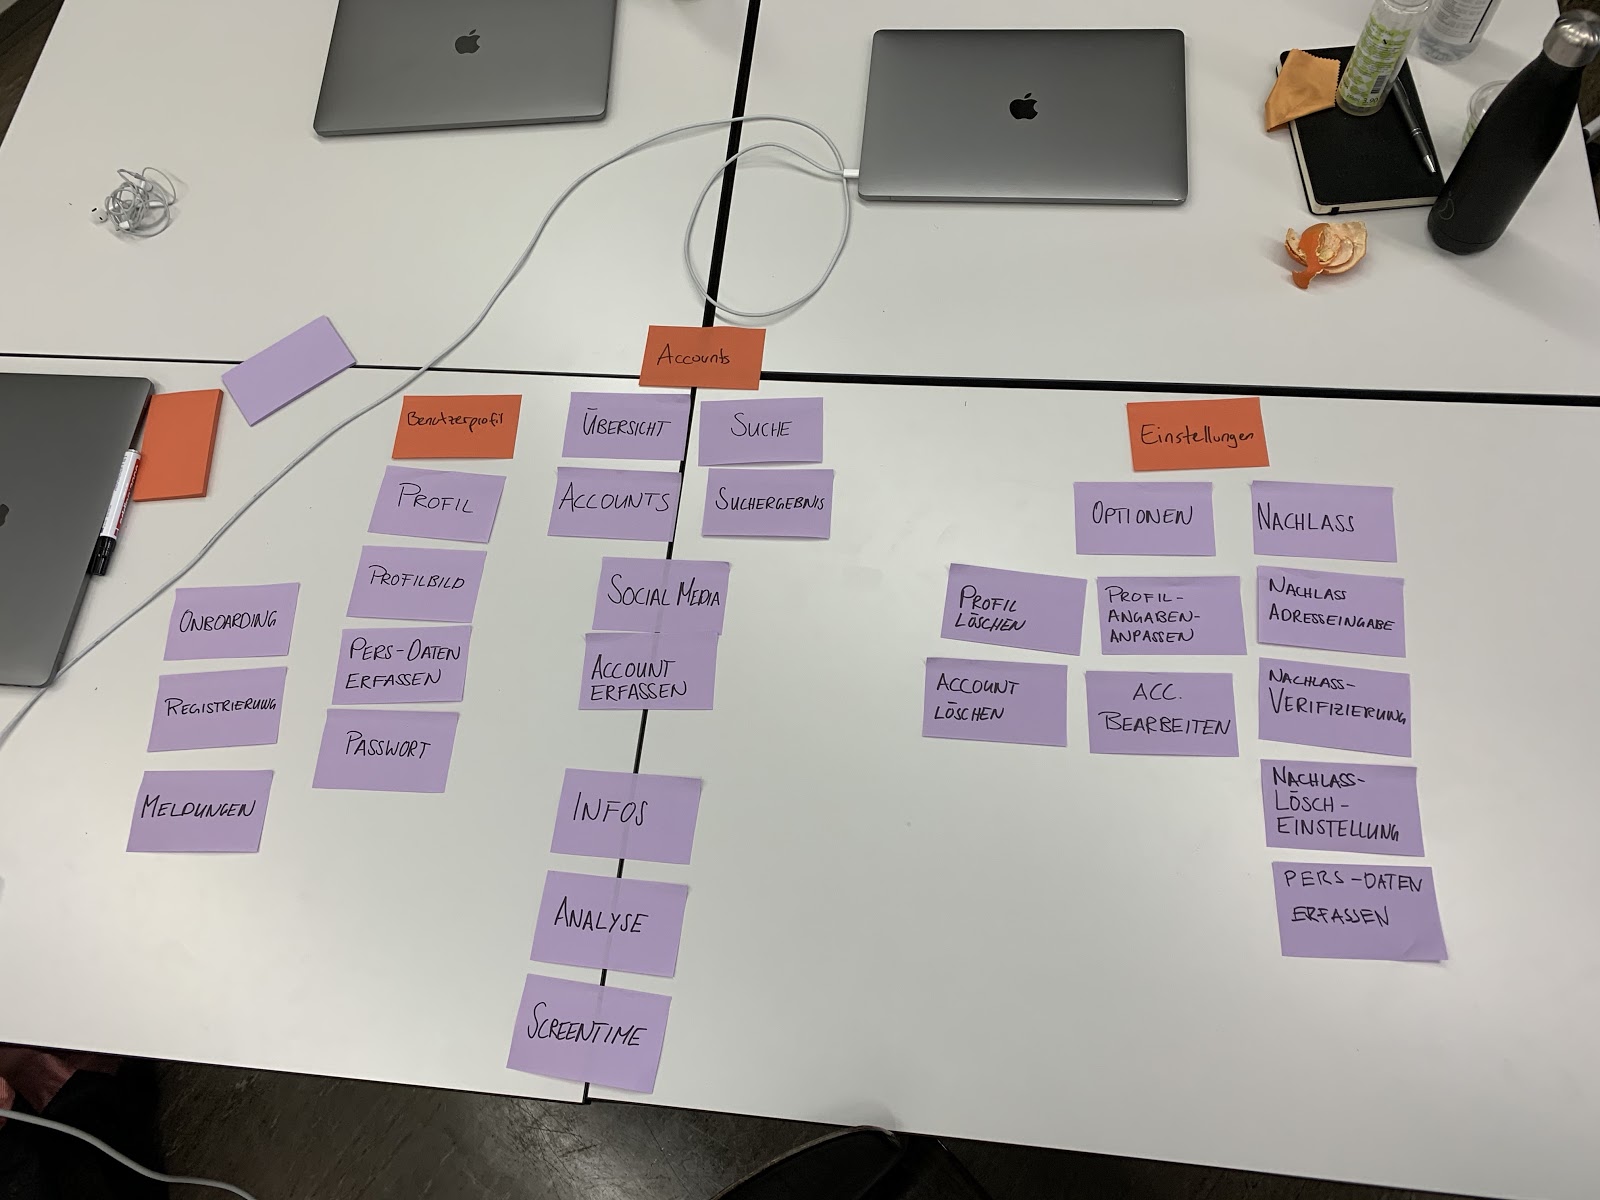 Accounts
Benutzerprofil
ÜBERSICHT
SUCHE
Einstellungen
PROFIL
ACCOUNTS
SUCHERGEBNIS
OPTIONEN
NACHLASS
PROFILBILD
SOCIAL MEDIA
PROFIL
LÖSCHEN
PROFIL-
ANGABEN-
ANPASSEN
NACHLASS
ADRESSEINGABE
ONBOARDING
PERS-DATEN
ERFASSEN
ACCOUNT
ERFASSEN
ACCOUNT
LÖSCHEN
ACC.
BEARBEITEN
NACHLASS-
VERIFIZIERUNG
REGISTRIERUNG
PASSWORT
MELDUNGEN
INFOS
NACHLASS-
LÖSCH-
EINSTELLUNG
ANALYSE
PERS-DATEN
ERFASSEN
SCREENTIME